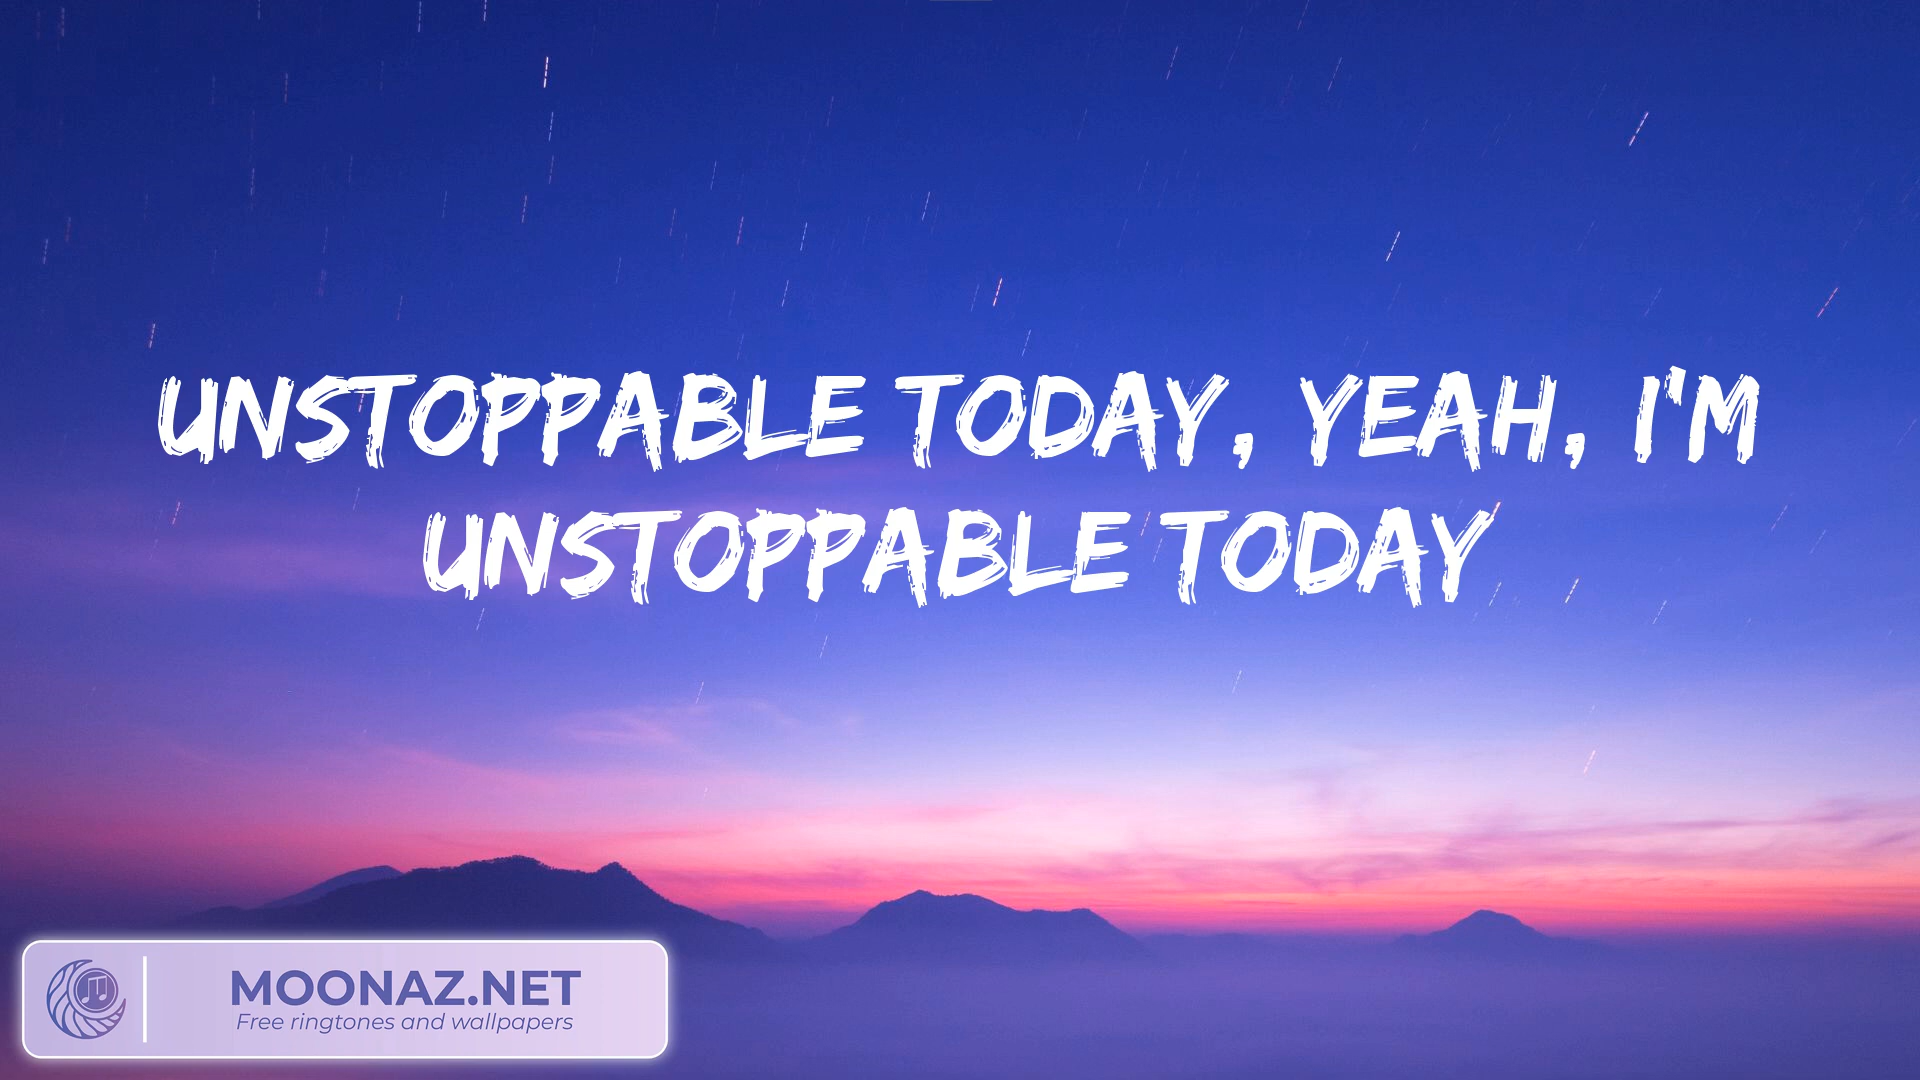 UNSTOPPABLE TODAY, YEAH, I'M
UNSTOPPABLE TODAY
MOONAZ.NET
Free ringtones and wallpapers